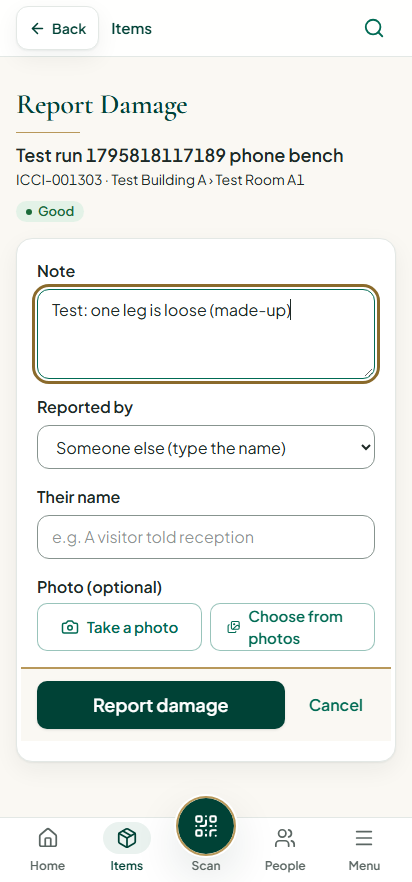 Back
Items
Report Damage
Test run 1795818117189 phone bench
ICCI-001303 · Test Building A › Test Room A1
Good
Note
Test: one leg is loose (made-up)
Reported by
Someone else (type the name)
Their name
e.g. A visitor told reception
Photo (optional)
Take a photo
Choose from
photos
Report damage
Cancel
Home
Items
Scan
People
Menu